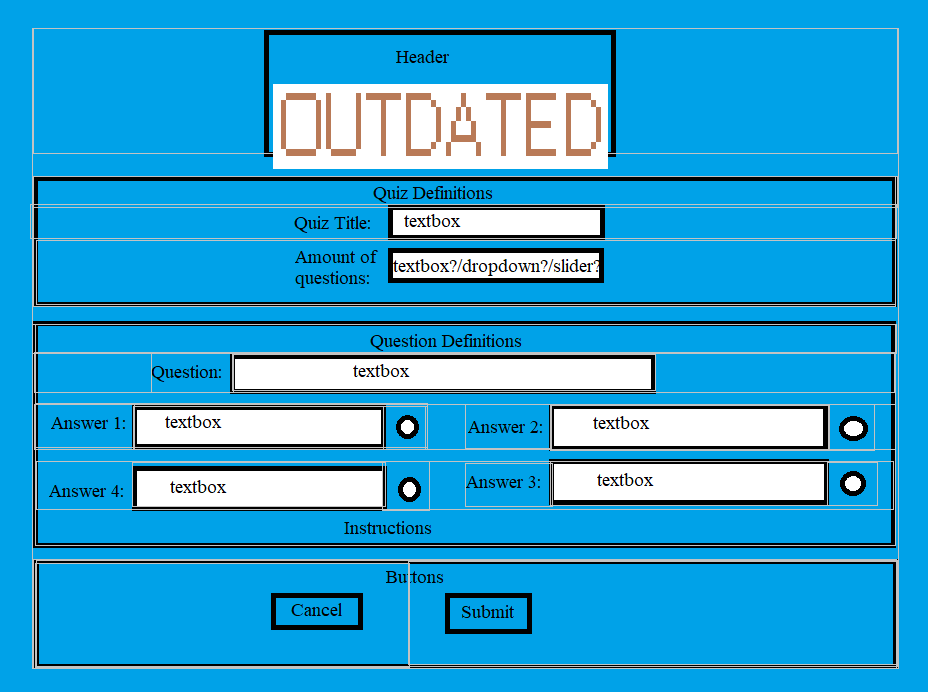 Header
OUTDATED
Quiz Definitions
Quiz Title: textbox
Amount of
questions: textbox?/dropdown?/slider?
Question Definitions
Question: textbox
Answer 1: textbox Answer 2: textbox
Answer 4: textbox Answer 3: textbox
Instructions
Buttons
Cancel Submit